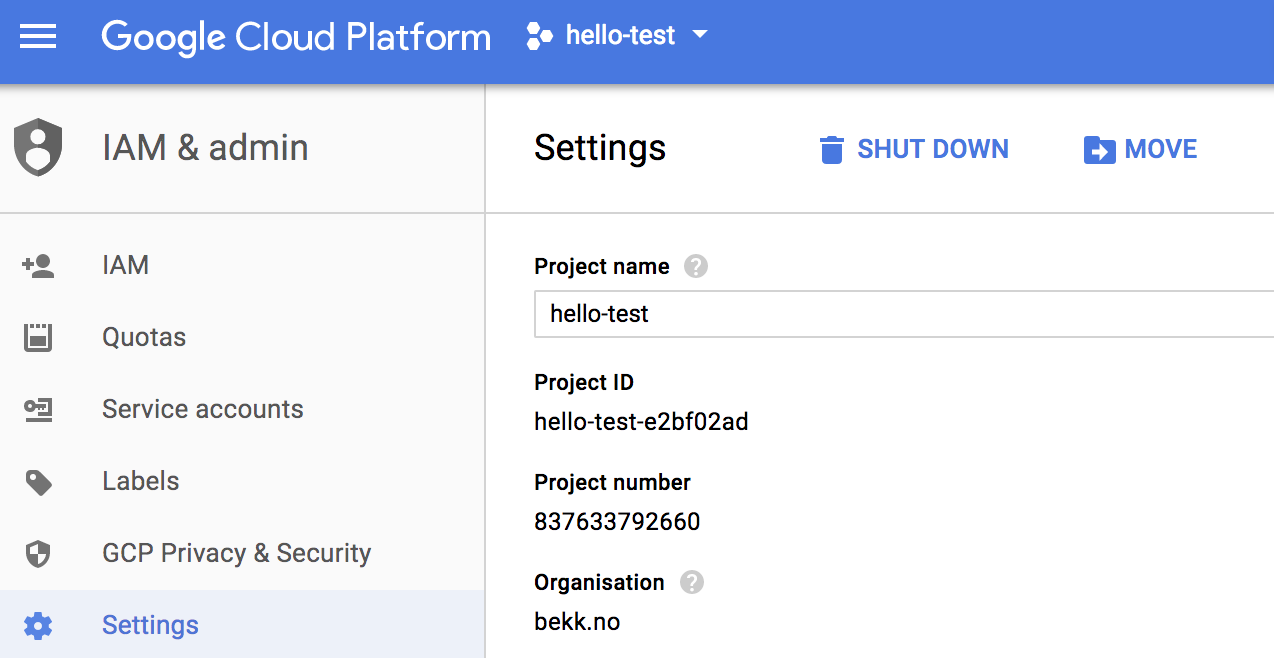 Google Cloud Platform hello-test
IAM & admin
Settings SHUT DOWN MOVE
IAM
Quotas
Service accounts
Labels
GCP Privacy & Security
Settings
Project name ?
hello-test
Project ID
hello-test-e2bf02ad
Project number
837633792660
Organisation ?
bekk.no